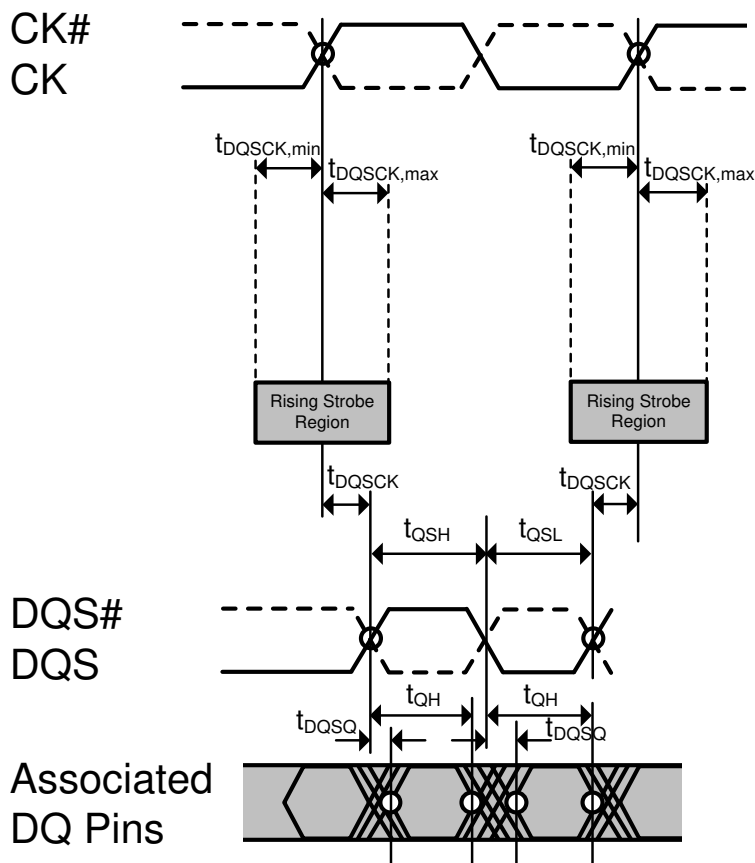 CK#
CK
tDQSCK,min
tDQSCK,max
tDQSCK,min
tDQSCK,max
Rising Strobe
Region
Rising Strobe
Region
tDQSCK
tDQSCK
tQSH
tQSL
DQS#
DQS
tQH
tQH
tDQSQ
tDQSQ
Associated
DQ Pins